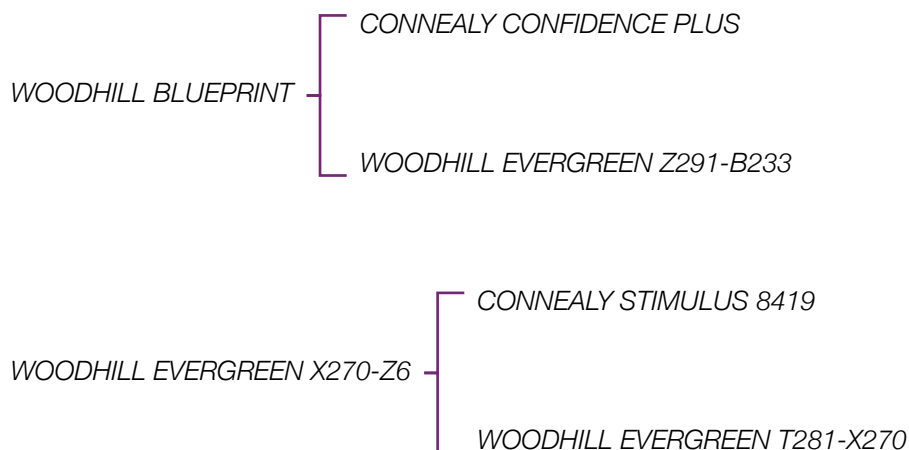 CONNEALY CONFIDENCE PLUS
WOODHILL BLUEPRINT
WOODHILL EVERGREEN Z291-B233
CONNEALY STIMULUS 8419
WOODHILL EVERGREEN X270-Z6
WOODHILL EVERGREEN T281-X270